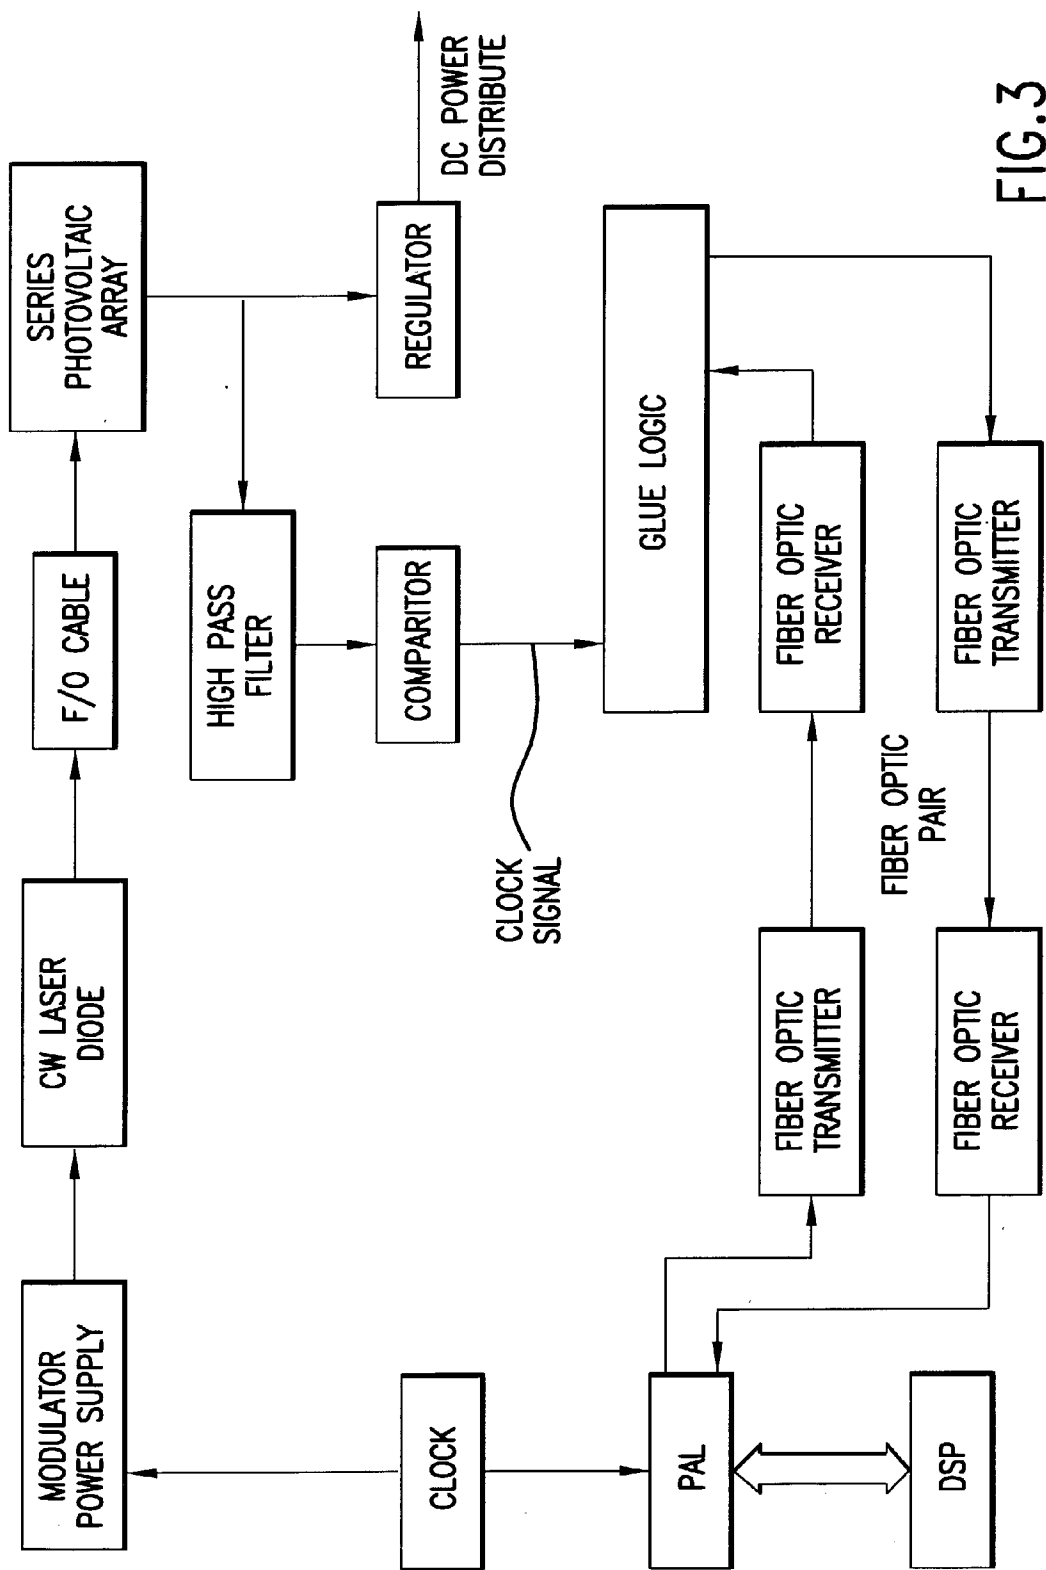 MODULATOR
POWER SUPPLY
CW LASER
DIODE
F/O CABLE
SERIES
PHOTOVOLTAIC
ARRAY
HIGH PASS
FILTER
CLOCK
COMPARITOR
REGULATOR
DC POWER
DISTRIBUTE
CLOCK
SIGNAL
GLUE LOGIC
PAL
FIBER OPTIC
TRANSMITTER
FIBER OPTIC
RECEIVER
FIBER OPTIC
PAIR
DSP
FIBER OPTIC
RECEIVER
FIBER OPTIC
TRANSMITTER
FIG.3